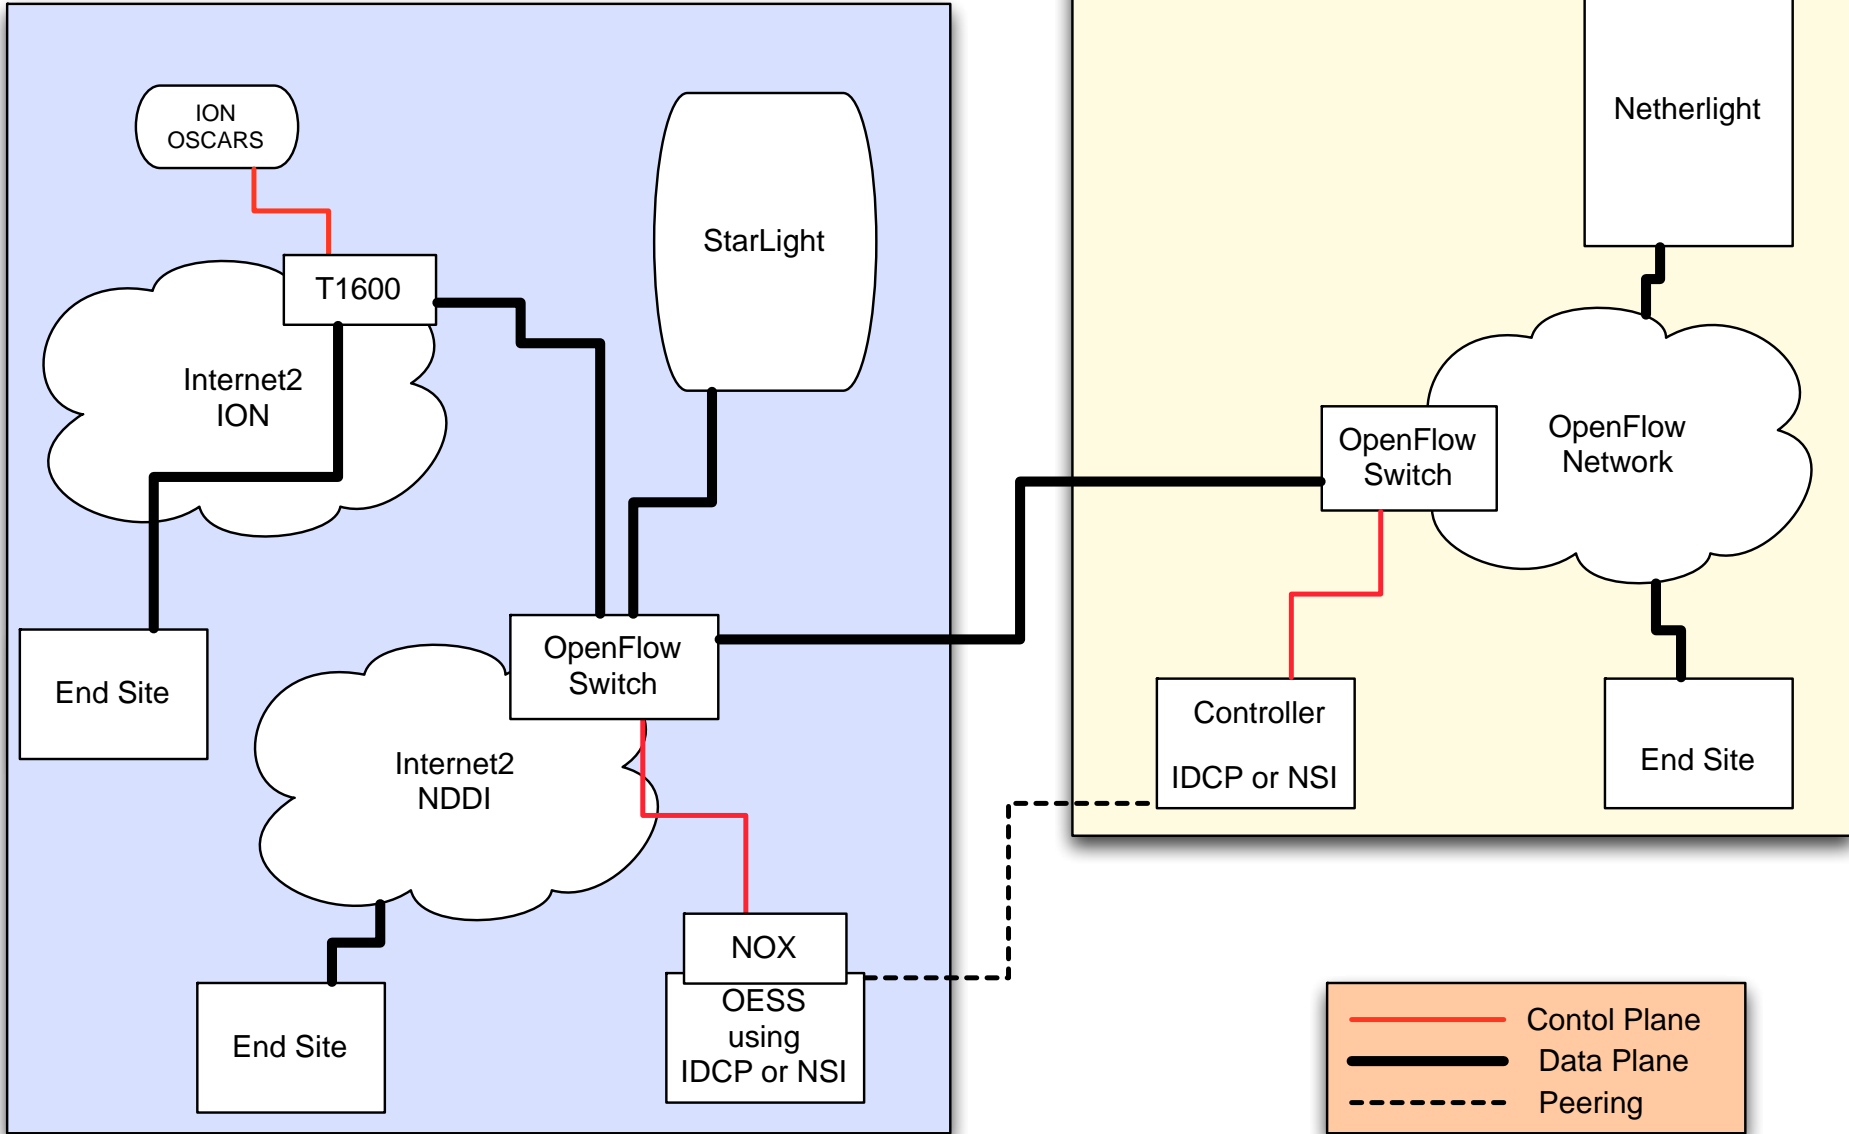 ION
OSCARS
T1600
Internet2
ION
End Site
StarLight
OpenFlow
Switch
Internet2
NDDI
End Site
NOX
OESS
using
IDCP or NSI
Netherlight
OpenFlow
Switch
OpenFlow
Network
Controller
IDCP or NSI
End Site
Contol Plane
Data Plane
Peering